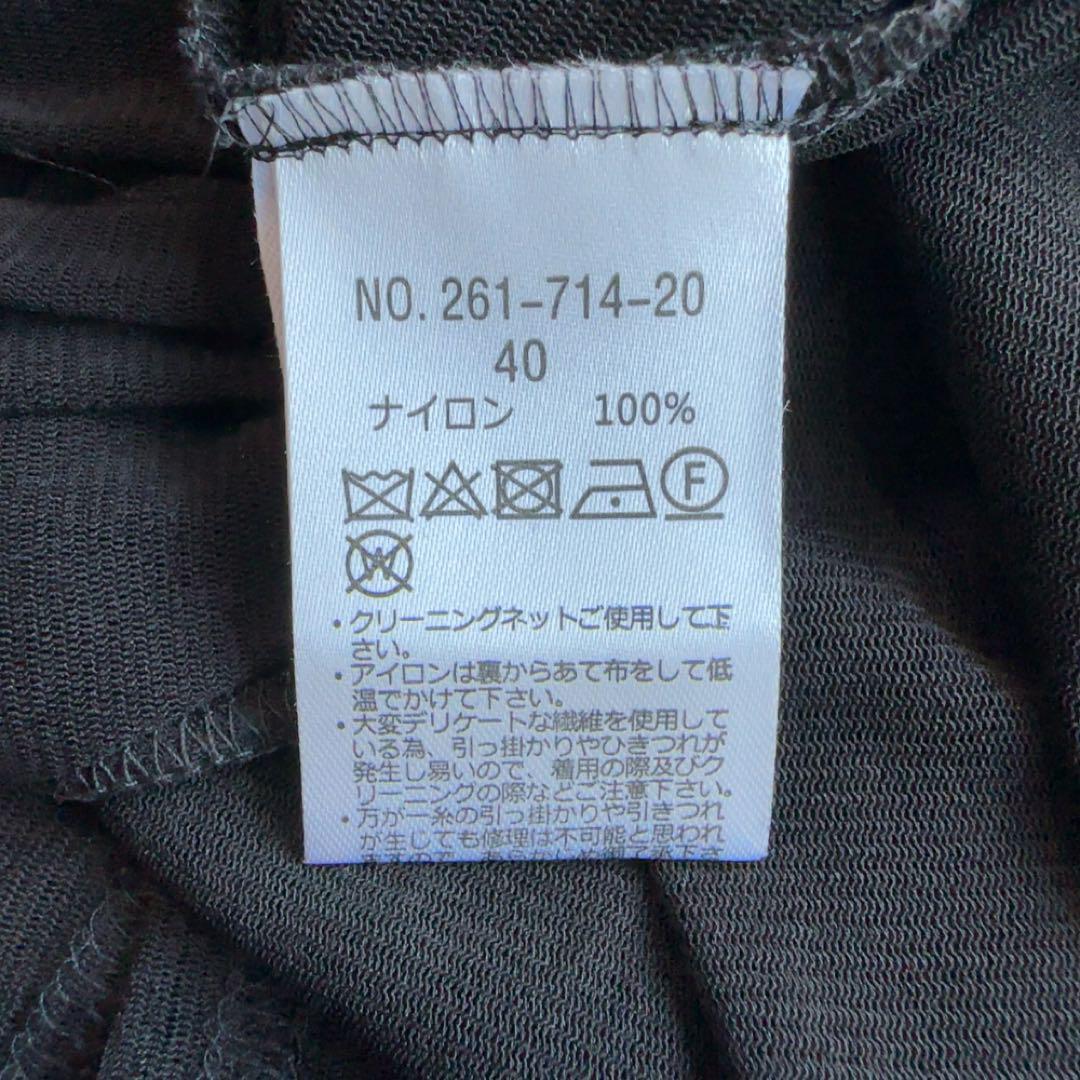 NO. 261-714-20
40
ナイロン 100%
F
W
・クリーニングネットご使用して下
さい。
・アイロンは裏からあて布をして低
温でかけて下さい。
・大変デリケートな繊維を使用して
いる為、引っ掛かりやひきつれが
発生し易いので、着用の際及びク
リーニングの際などご注意下さい。
・万が一糸の引っ掛かりや引きつれ
が生じても修理は不可能と思われ
ますので、